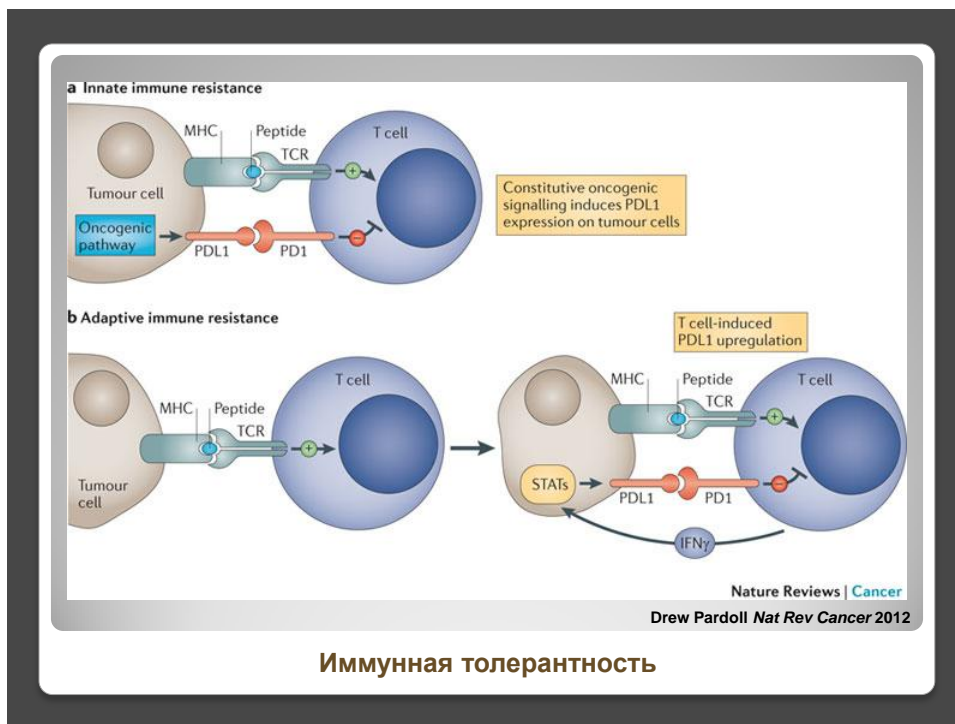 a Innate immune resistance
MHC
Peptide
TCR
T cell
Tumour cell
+
Oncogenic
pathway
PDL1
PD1
–
Constitutive oncogenic
signalling induces PDL1
expression on tumour cells
b Adaptive immune resistance
T cell
MHC
Peptide
TCR
+
Tumour
cell
T cell-induced
PDL1 upregulation
MHC
Peptide
TCR
T cell
+
STATs
PDL1
PD1
–
IFNγ
Nature Reviews | Cancer
Drew Pardoll Nat Rev Cancer 2012
Иммунная толерантность